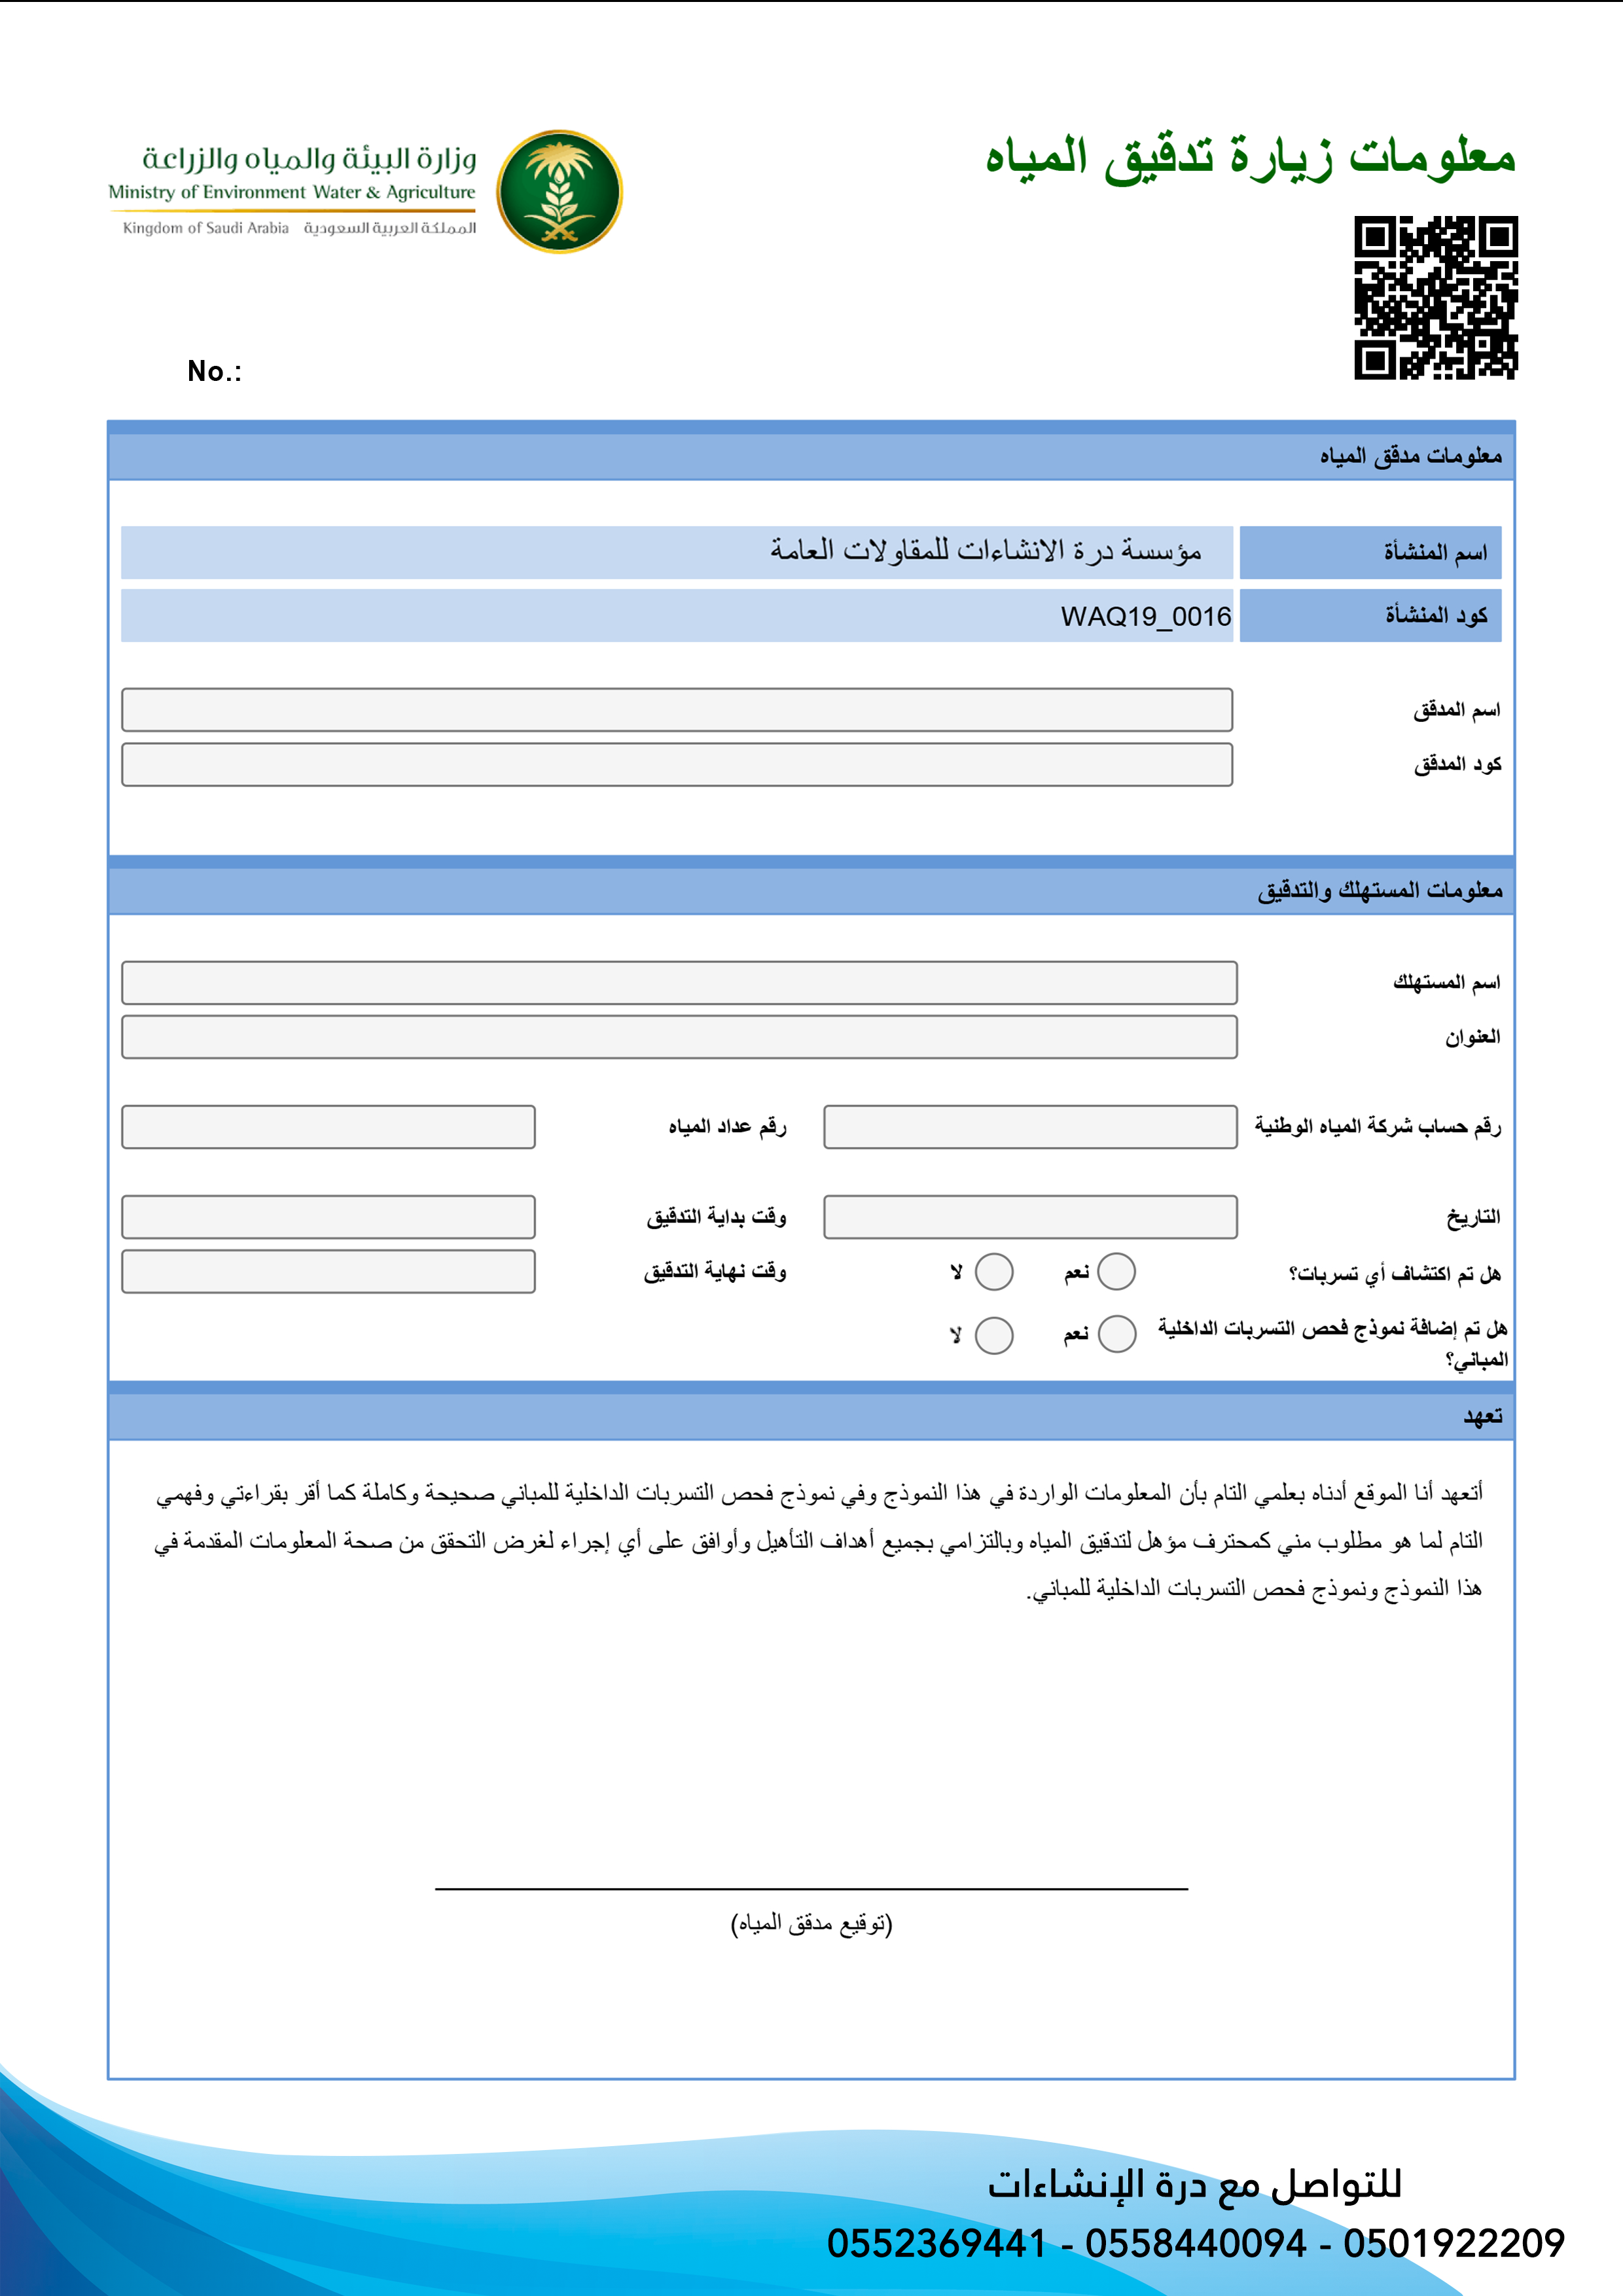 معلومات زيارة تدقيق المياه
وزارة البيئة والمياه والزراعة
Ministry of Environment Water & Agriculture
المملكة العربية السعودية Kingdom of Saudi Arabia
No.:
معلومات مدقق المياه
اسم المنشأة مؤسسة درة الانشاءات للمقاولات العامة
كود المنشأة WAQ19_0016
اسم المدقق
كود المدقق
معلومات المستهلك والتدقيق
اسم المستهلك
العنوان
رقم حساب شركة المياه الوطنية رقم عداد المياه
التاريخ وقت بداية التدقيق
هل تم اكتشاف أي تسربات؟ نعم لا وقت نهاية التدقيق
هل تم إضافة نموذج فحص التسربات الداخلية نعم لا
المباني؟
تعهد
أتعهد أنا الموقع أدناه بعلمي التام بأن المعلومات الواردة في هذا النموذج وفي نموذج فحص التسربات الداخلية للمباني صحيحة وكاملة كما أقر بقراءتي وفهمي
التام لما هو مطلوب مني كمحترف مؤهل لتدقيق المياه وبالتزامي بجميع أهداف التأهيل وأوافق على أي إجراء لغرض التحقق من صحة المعلومات المقدمة في
هذا النموذج ونموذج فحص التسربات الداخلية للمباني.
(توقيع مدقق المياه)
للتواصل مع درة الإنشاءات
0552369441 - 0558440094 - 0501922209